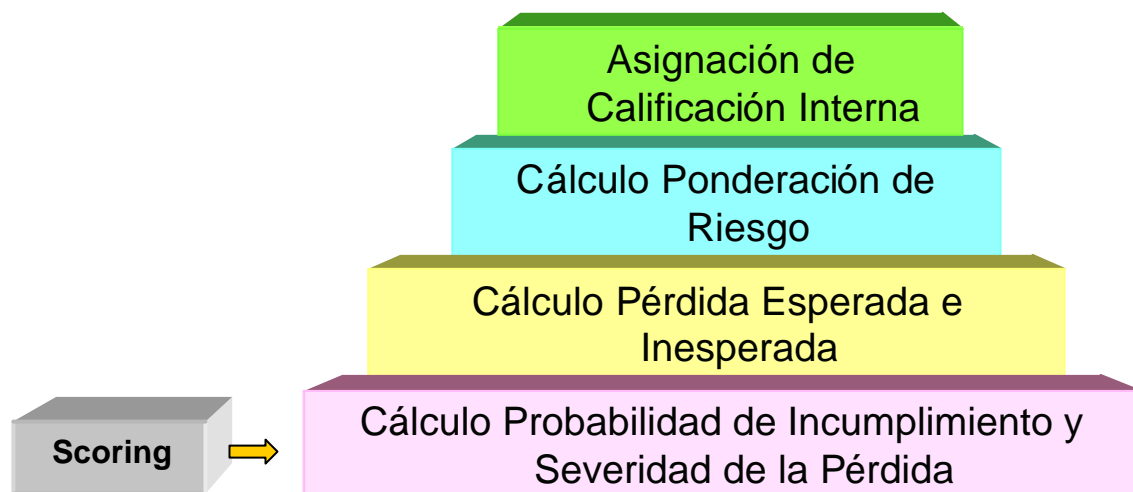 Asignación de
Calificación Interna
Cálculo Ponderación de
Riesgo
Cálculo Pérdida Esperada e
Inesperada
Scoring
Cálculo Probabilidad de Incumplimiento y
Severidad de la Pérdida